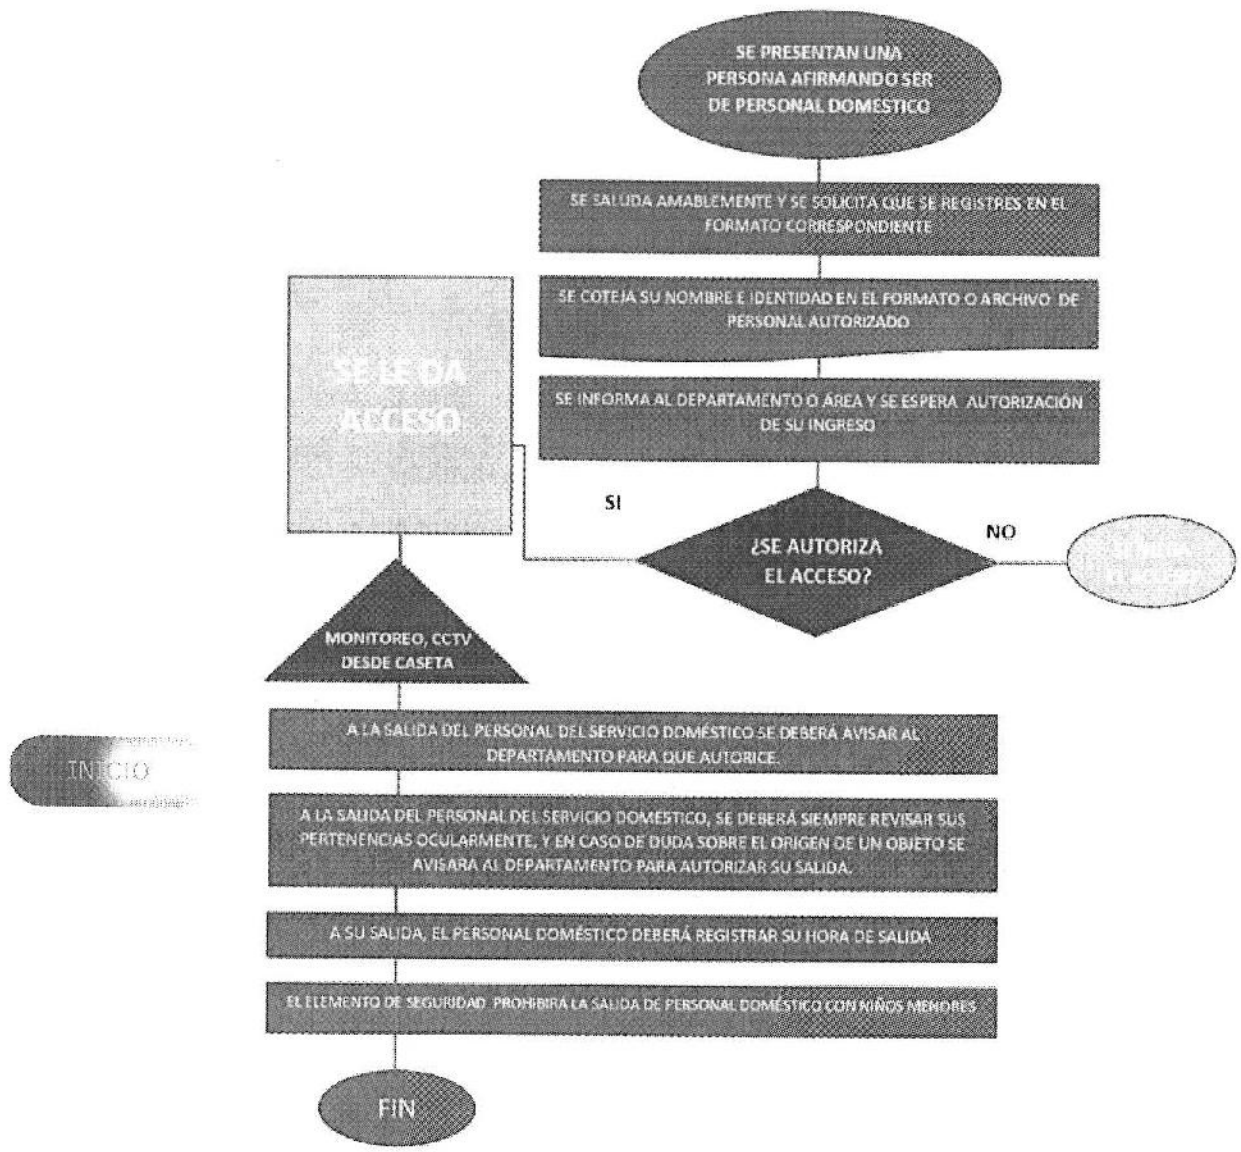 SE PRESENTAN UNA
PERSONA AFIRMANDO SER
DE PERSONAL DOMESTICO
SE SALUDA AMABLEMENTE Y SE SOLICITA QUE SE REGISTRES EN EL
FORMATO CORRESPONDIENTE
SE COTEJA SU NOMBRE E IDENTIDAD EN EL FORMATO O ARCHIVO DE
PERSONAL AUTORIZADO
SE INFORMA AL DEPARTAMENTO O ÁREA Y SE ESPERA AUTORIZACIÓN
DE SU INGRESO
¿SE AUTORIZA
EL ACCESO?
SI
NO
EL ACCESO
SE LE DA
ACCESO
MONITOREO, CCTV
DESDE CASETA
INICIO
A LA SALIDA DEL PERSONAL DEL SERVICIO DOMÉSTICO SE DEBERÁ AVISAR AL
DEPARTAMENTO PARA QUE AUTORICE.
A LA SALIDA DEL PERSONAL DEL SERVICIO DOMESTICO, SE DEBERÁ SIEMPRE REVISAR SUS
PERTENENCIAS OCULARMENTE, Y EN CASO DE DUDA SOBRE EL ORIGEN DE UN OBJETO SE
AVISARA AL DEPARTAMENTO PARA AUTORIZAR SU SALIDA.
A SU SALIDA, EL PERSONAL DOMÉSTICO DEBERÁ REGISTRAR SU HORA DE SALIDA
EL ELEMENTO DE SEGURIDAD PROHIBIRA LA SALIDA DE PERSONAL DOMÉSTICO CON NIÑOS MENORES
FIN